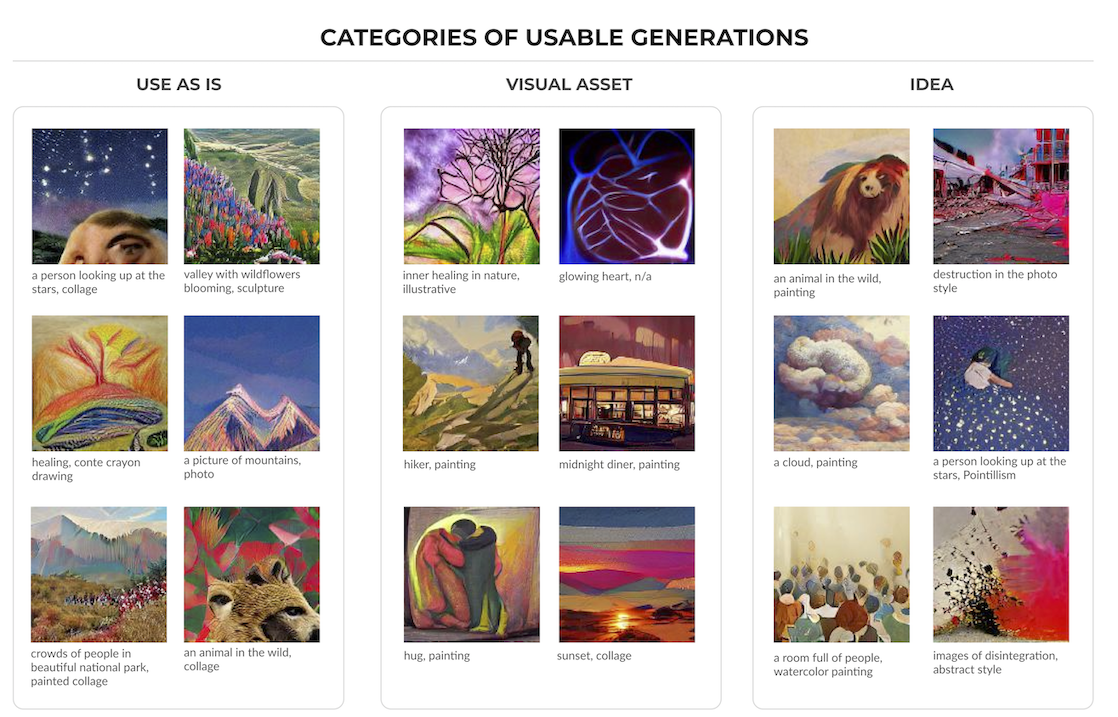 CATEGORIES OF USABLE GENERATIONS
USE AS IS
a person looking up at the
stars, collage
valley with wildflowers
blooming, sculpture
healing, conte crayon
drawing
a picture of mountains,
photo
crowds of people in
beautiful national park,
painted collage
an animal in the wild,
collage
VISUAL ASSET
inner healing in nature,
illustrative
glowing heart, n/a
hiker, painting
midnight diner, painting
hug, painting
sunset, collage
IDEA
an animal in the wild,
painting
destruction in the photo
style
a cloud, painting
a person looking up at the
stars, Pointillism
a room full of people,
watercolor painting
images of disintegration,
abstract style